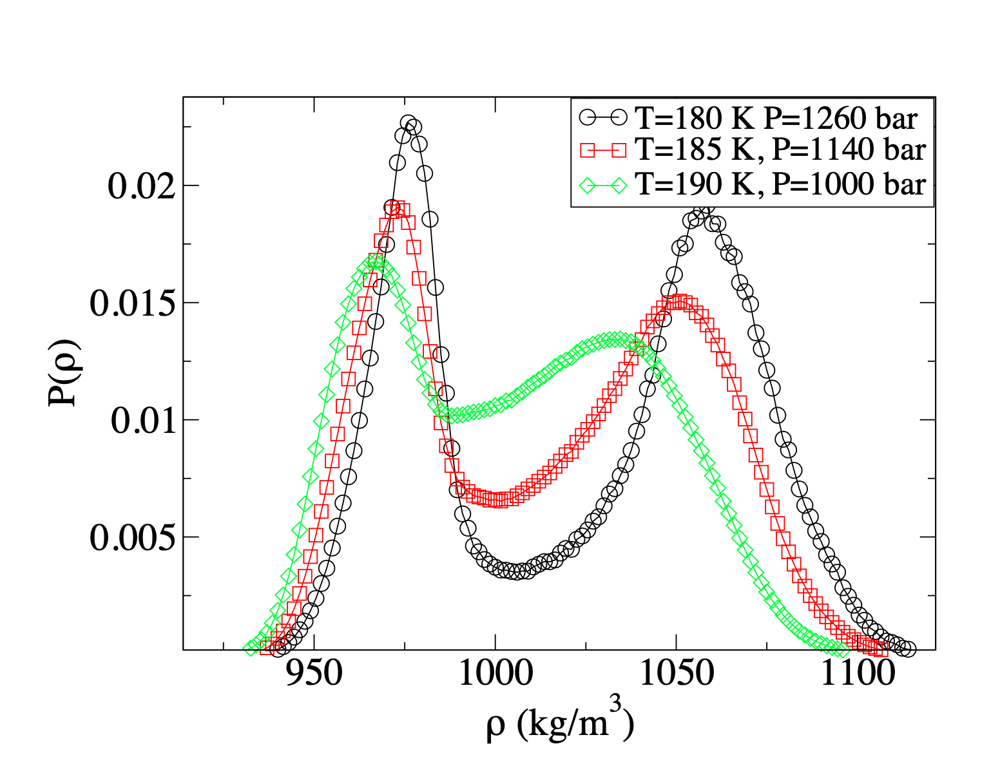 T=180 K P=1260 bar
T=185 K, P=1140 bar
T=190 K, P=1000 bar
0.02
0.015
0.01
0.005
P(ρ)
950 1000 1050 1100
ρ (kg/m³)